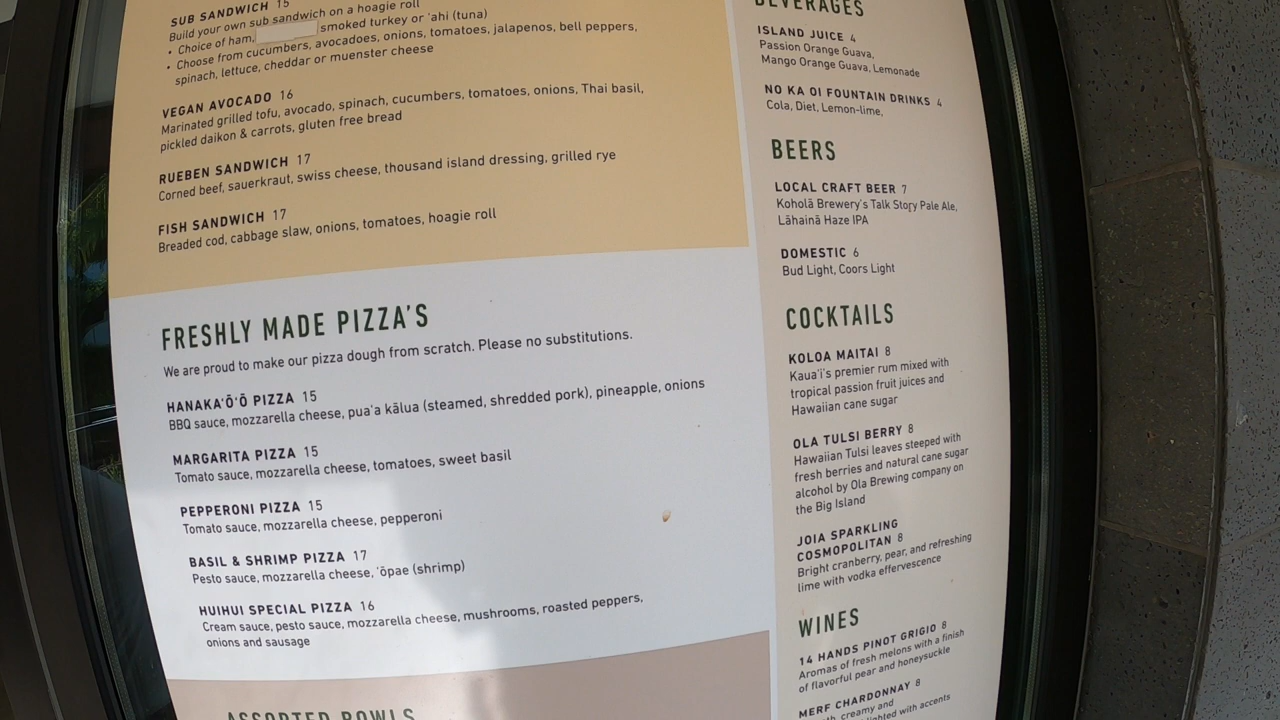 SUB SANDWICH 15
Build your own sub sandwich on a hoagie roll
• Choice of ham, smoked turkey or ʻahi (tuna)
• Choose from cucumbers, avocadoes, onions, tomatoes, jalapenos, bell peppers,
spinach, lettuce, cheddar or muenster cheese
VEGAN AVOCADO 16
Marinated grilled tofu, avocado, spinach, cucumbers, tomatoes, onions, Thai basil,
pickled daikon & carrots, gluten free bread
RUEBEN SANDWICH 17
Corned beef, sauerkraut, swiss cheese, thousand island dressing, grilled rye
FISH SANDWICH 17
Breaded cod, cabbage slaw, onions, tomatoes, hoagie roll
FRESHLY MADE PIZZA'S
We are proud to make our pizza dough from scratch. Please no substitutions.
HANAKAʻŌʻŌ PIZZA 15
BBQ sauce, mozzarella cheese, puaʻa kālua (steamed, shredded pork), pineapple, onions
MARGARITA PIZZA 15
Tomato sauce, mozzarella cheese, tomatoes, sweet basil
PEPPERONI PIZZA 15
Tomato sauce, mozzarella cheese, pepperoni
BASIL & SHRIMP PIZZA 17
Pesto sauce, mozzarella cheese, ʻōpae (shrimp)
HUIHUI SPECIAL PIZZA 16
Cream sauce, pesto sauce, mozzarella cheese, mushrooms, roasted peppers,
onions and sausage
ASSORTED BOWLS
BEVERAGES
ISLAND JUICE 4
Passion Orange Guava,
Mango Orange Guava, Lemonade
NO KA OI FOUNTAIN DRINKS 4
Cola, Diet, Lemon-lime,
BEERS
LOCAL CRAFT BEER 7
Koholā Brewery's Talk Story Pale Ale,
Lāhainā Haze IPA
DOMESTIC 6
Bud Light, Coors Light
COCKTAILS
KOLOA MAITAI 8
Kauaʻi's premier rum mixed with
tropical passion fruit juices and
Hawaiian cane sugar
OLA TULSI BERRY 8
Hawaiian Tulsi leaves steeped with
fresh berries and natural cane sugar
alcohol by Ola Brewing company on
the Big Island
JOIA SPARKLING
COSMOPOLITAN 8
Bright cranberry, pear, and refreshing
lime with vodka effervescence
WINES
14 HANDS PINOT GRIGIO 8
Aromas of fresh melons with a finish
of flavorful pear and honeysuckle
MERF CHARDONNAY 8
creamy and
with accents